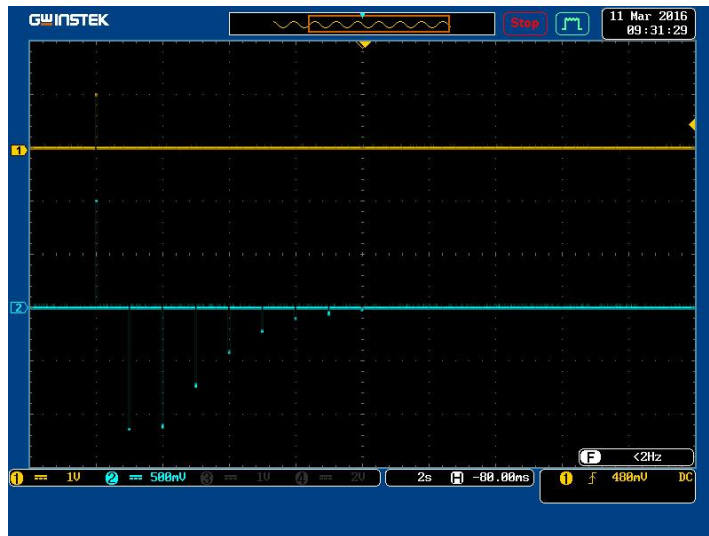 GWINSTEK
Stop
11 Mar 2016
09:31:29
1
2
F <2Hz
1 1V 2 500mV 3 1V 4 2V 2s H -80.00ms 1 480mV DC